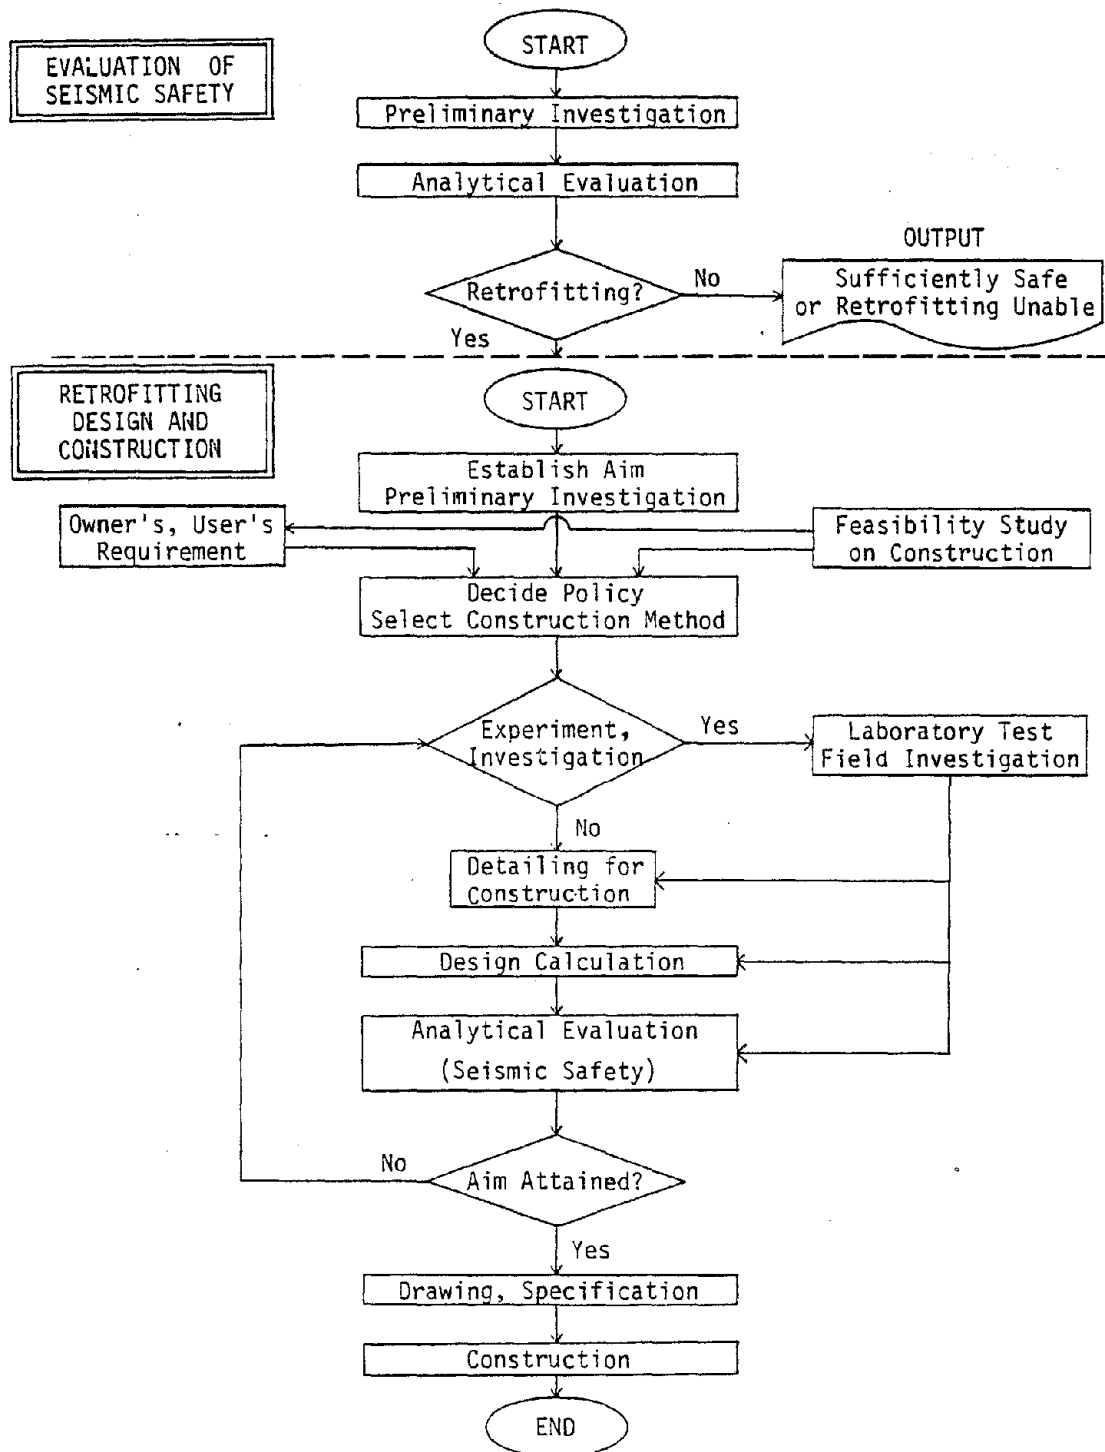 START
EVALUATION OF
SEISMIC SAFETY
Preliminary Investigation
Analytical Evaluation
OUTPUT
Retrofitting?
No
Sufficiently Safe
or Retrofitting Unable
Yes
RETROFITTING
DESIGN AND
CONSTRUCTION
START
Establish Aim
Preliminary Investigation
Owner's, User's
Requirement
Feasibility Study
on Construction
Decide Policy
Select Construction Method
Experiment,
Investigation
Yes
Laboratory Test
Field Investigation
No
Detailing for
Construction
Design Calculation
Analytical Evaluation
(Seismic Safety)
No
Aim Attained?
Yes
Drawing, Specification
Construction
END